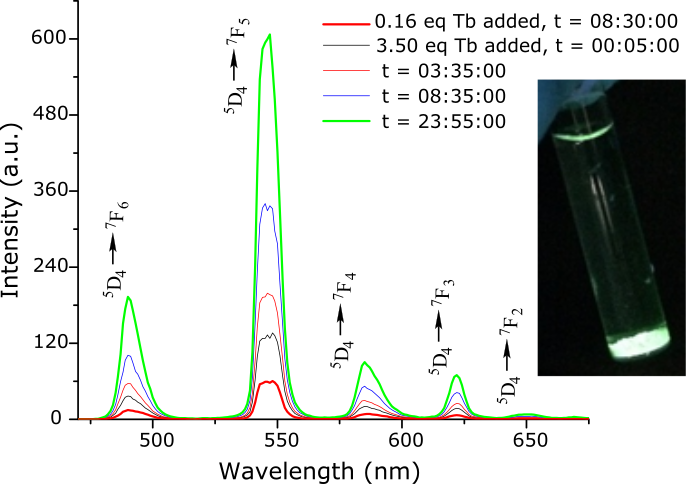 0.16 eq Tb added, t = 08:30:00
3.50 eq Tb added, t = 00:05:00
t = 03:35:00
t = 08:35:00
t = 23:55:00
⁵D₄→⁷F₆
⁵D₄→⁷F₅
⁵D₄→⁷F₄
⁵D₄→⁷F₃
⁵D₄→⁷F₂
Intensity (a.u.)
600
480
360
240
120
0
500 550 600 650
Wavelength (nm)